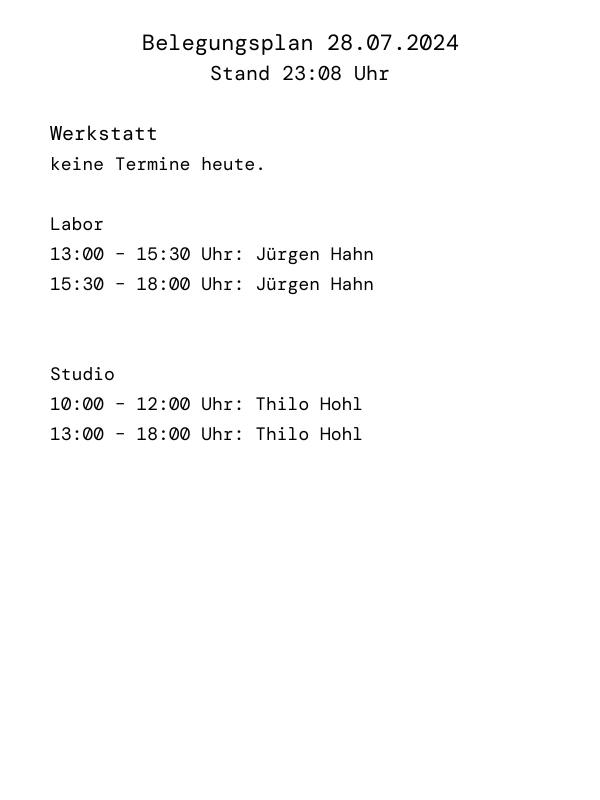 Belegungsplan 28.07.2024
Stand 23:08 Uhr
Werkstatt
keine Termine heute.
Labor
13:00 - 15:30 Uhr: Jürgen Hahn
15:30 - 18:00 Uhr: Jürgen Hahn
Studio
10:00 - 12:00 Uhr: Thilo Hohl
13:00 - 18:00 Uhr: Thilo Hohl